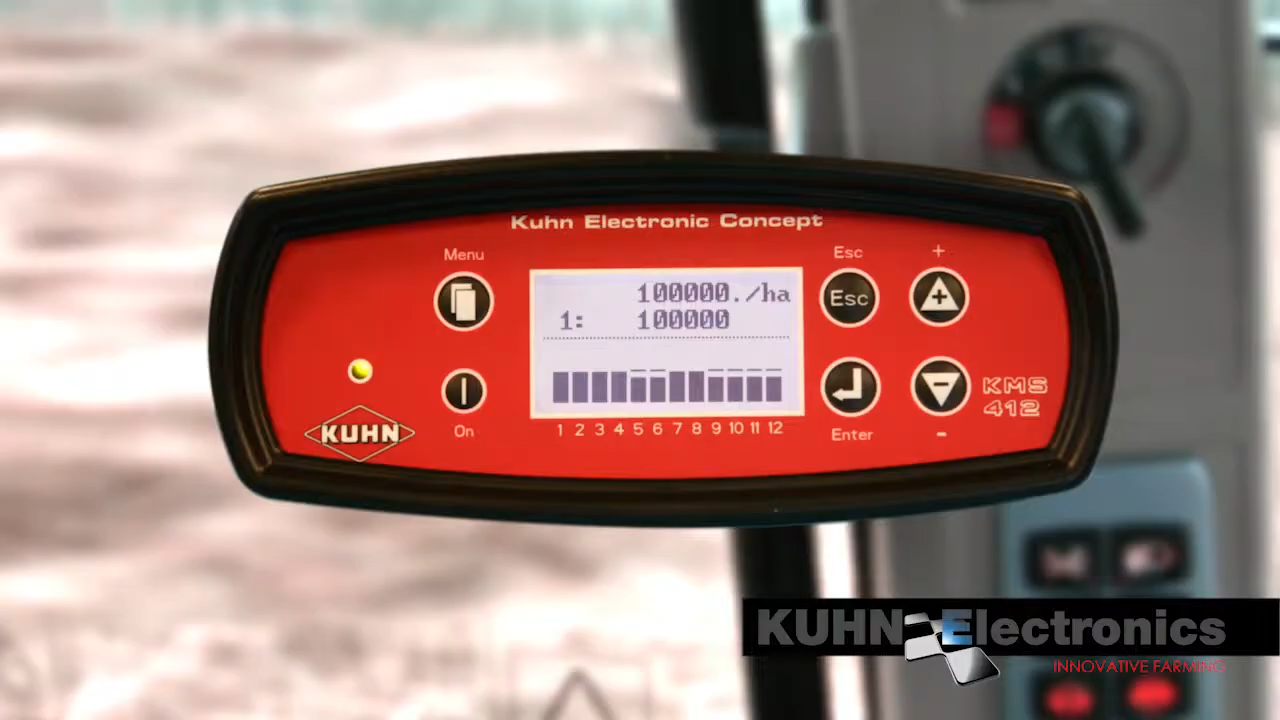 Kuhn Electronic Concept
Menu
Esc
+
Esc
100000./ha
1: 100000
KMS
412
KUHN
On
1 2 3 4 5 6 7 8 9 10 11 12
Enter
-
KUHN Electronics
INNOVATIVE FARMING